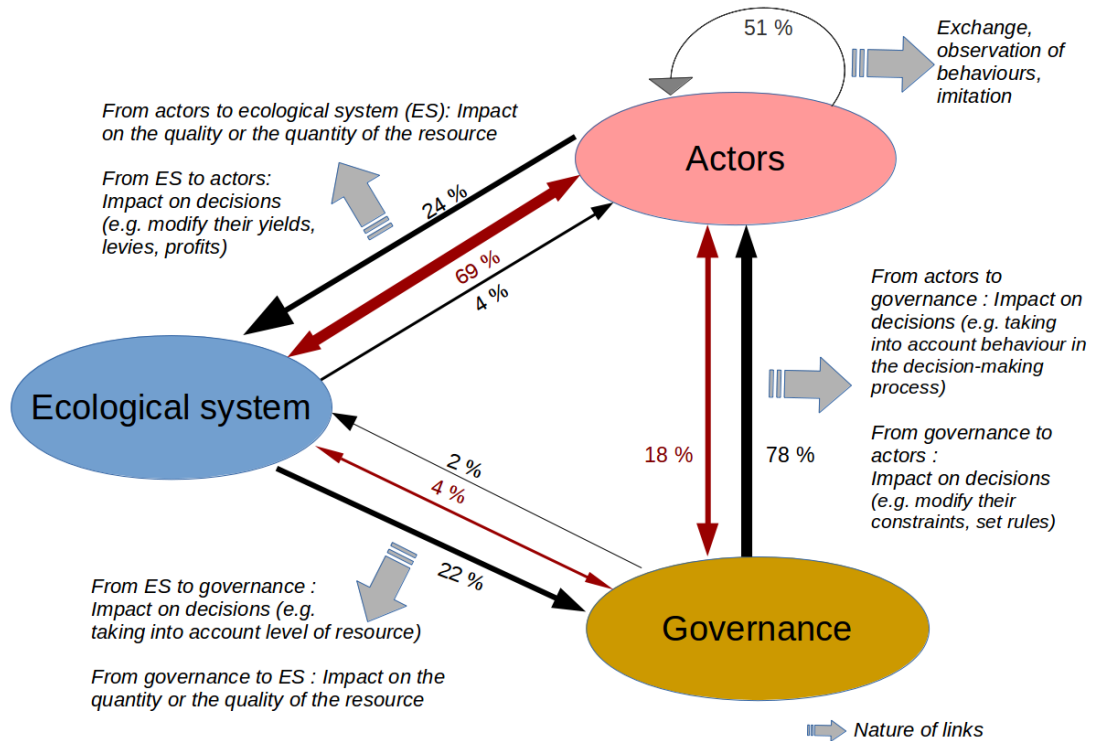 51 %
Exchange,
observation of
behaviours,
imitation
From actors to ecological system (ES): Impact
on the quality or the quantity of the resource
From ES to actors:
Impact on decisions
(e.g. modify their yields,
levies, profits)
Actors
24 %
69 %
4 %
From actors to
governance : Impact on
decisions (e.g. taking
into account behaviour in
the decision-making
process)
From governance to
actors :
Impact on decisions
(e.g. modify their
constraints, set rules)
Ecological system
18 %
78 %
2 %
4 %
22 %
From ES to governance :
Impact on decisions (e.g.
taking into account level of resource)
From governance to ES : Impact on the
quantity or the quality of the resource
Governance
Nature of links